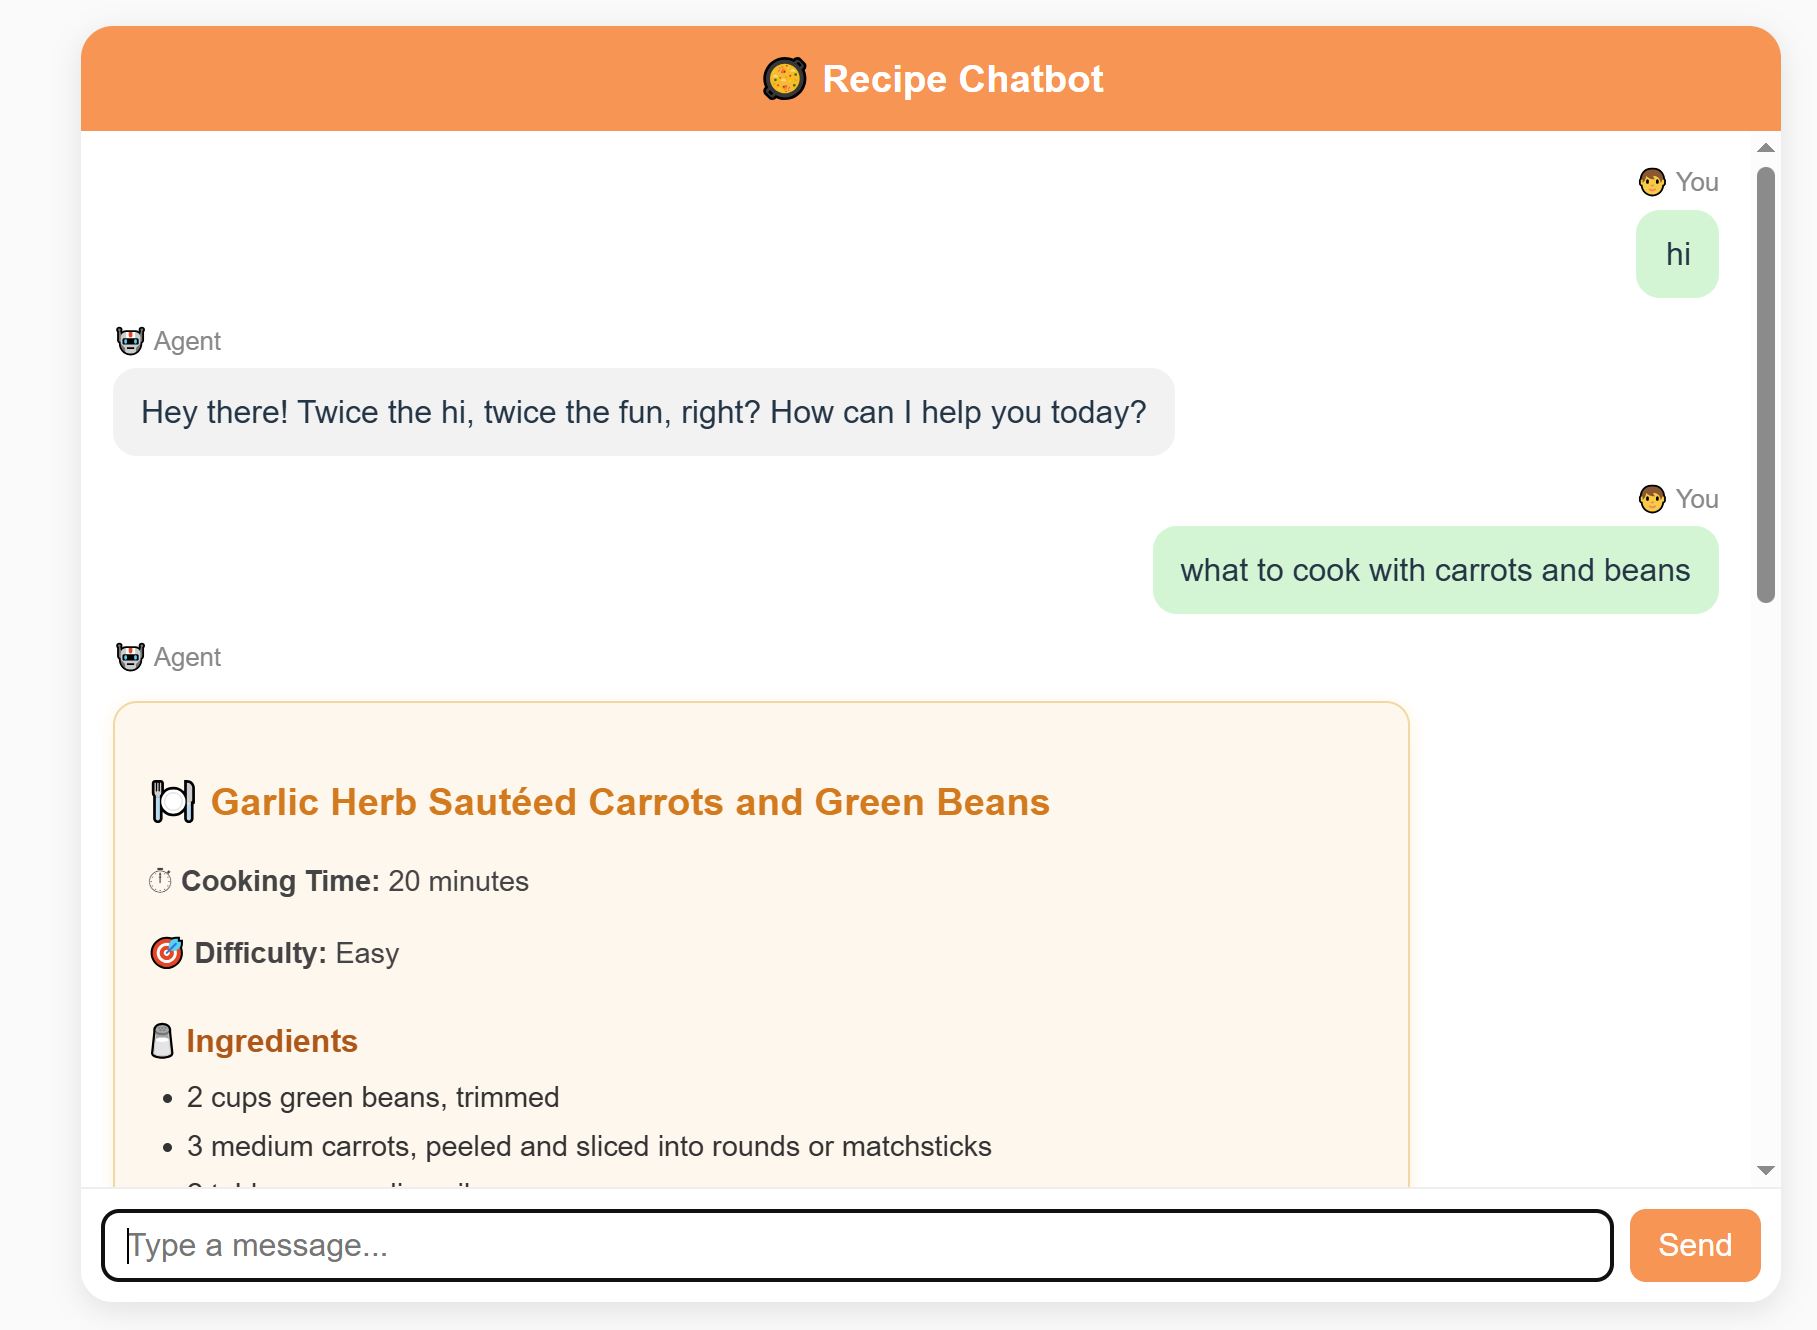 Recipe Chatbot
You
hi
Agent
Hey there! Twice the hi, twice the fun, right? How can I help you today?
You
what to cook with carrots and beans
Agent
Garlic Herb Sautéed Carrots and Green Beans
Cooking Time: 20 minutes
Difficulty: Easy
Ingredients
• 2 cups green beans, trimmed
• 3 medium carrots, peeled and sliced into rounds or matchsticks
Type a message...
Send